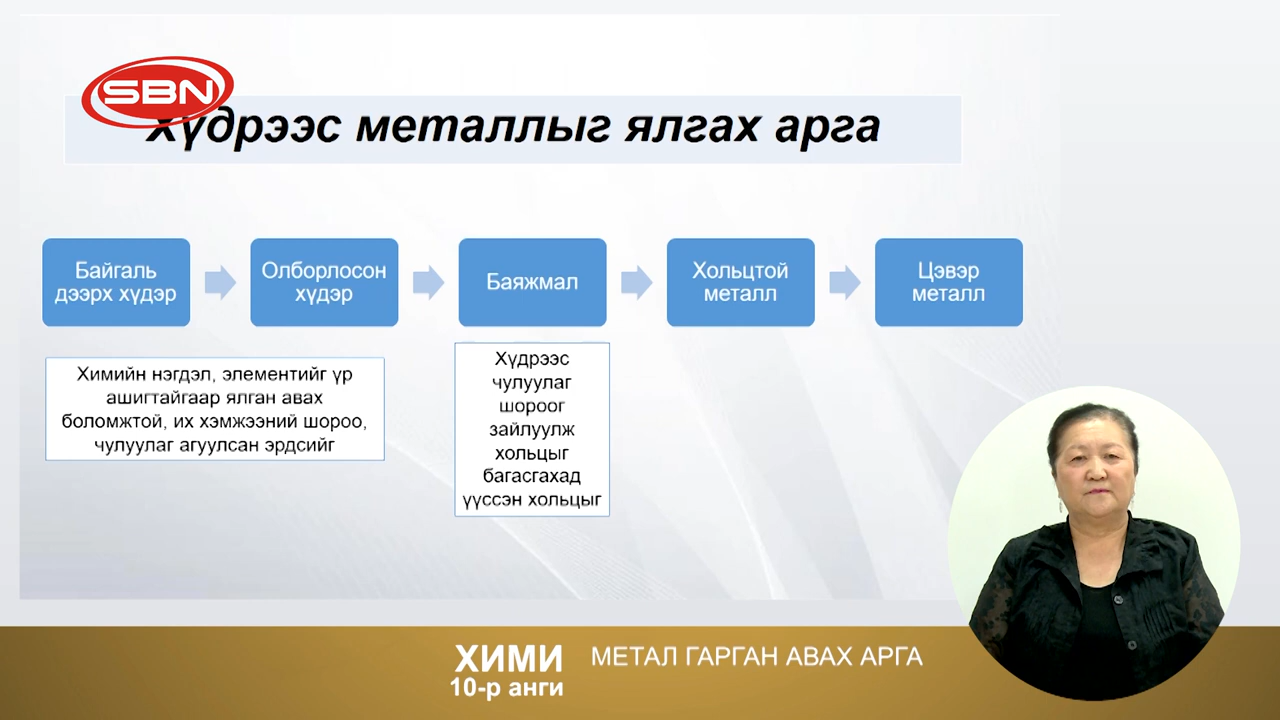 SBN
Хүдрээс металлыг ялгах арга
Байгаль
дээрх хүдэр
Олборлосон
хүдэр
Баяжмал
Хольцтой
металл
Цэвэр
металл
Химийн нэгдэл, элементийг үр
ашигтайгаар ялган авах
боломжтой, их хэмжээний шороо,
чулуулаг агуулсан эрдсийг
Хүдрээс
чулуулаг
шороог
зайлуулж
хольцыг
багасгахад
үүссэн хольцыг
ХИМИ
10-р анги
МЕТАЛ ГАРГАН АВАХ АРГА